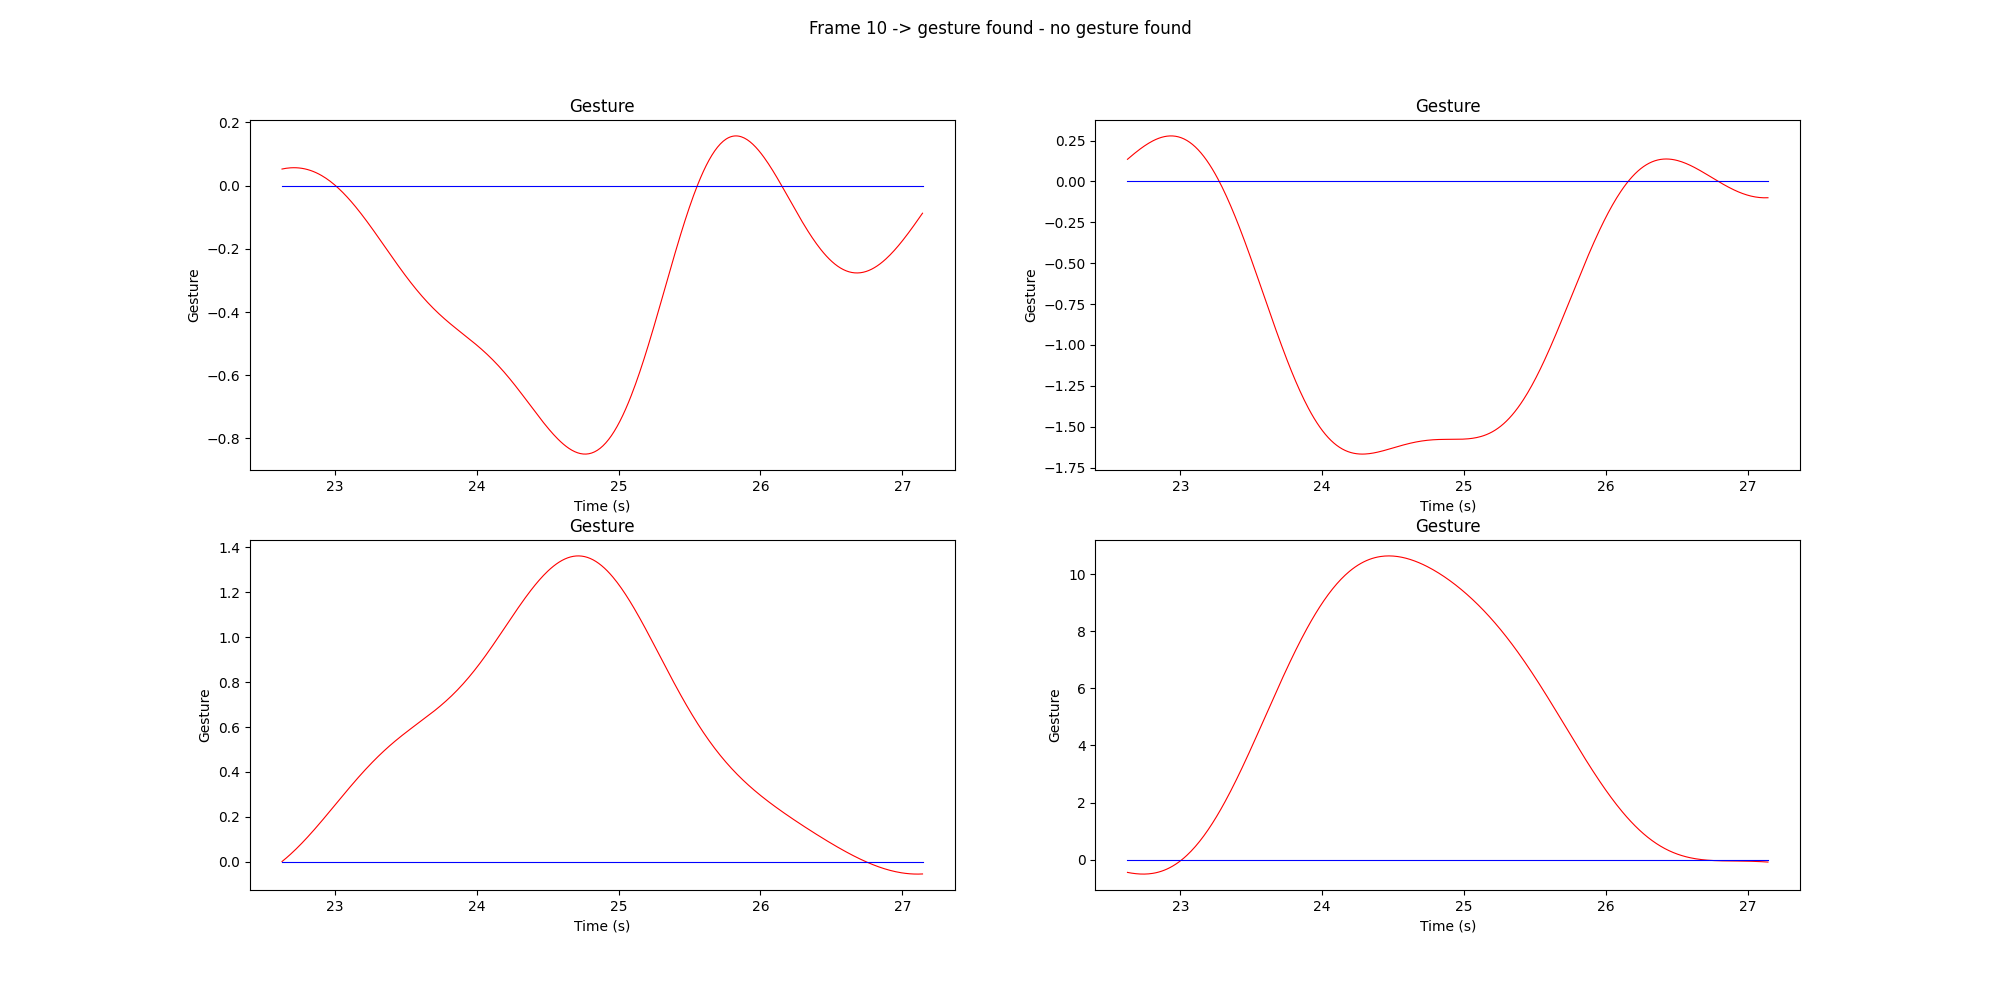 Frame 10 -> gesture found - no gesture found
Gesture
0.2
0.0
−0.2
−0.4
−0.6
−0.8
Gesture
23 24 25 26 27
Time (s)
Gesture
0.25
0.00
−0.25
−0.50
−0.75
−1.00
−1.25
−1.50
−1.75
Gesture
23 24 25 26 27
Time (s)
Gesture
1.4
1.2
1.0
0.8
0.6
0.4
0.2
0.0
Gesture
23 24 25 26 27
Time (s)
Gesture
10
8
6
4
2
0
Gesture
23 24 25 26 27
Time (s)